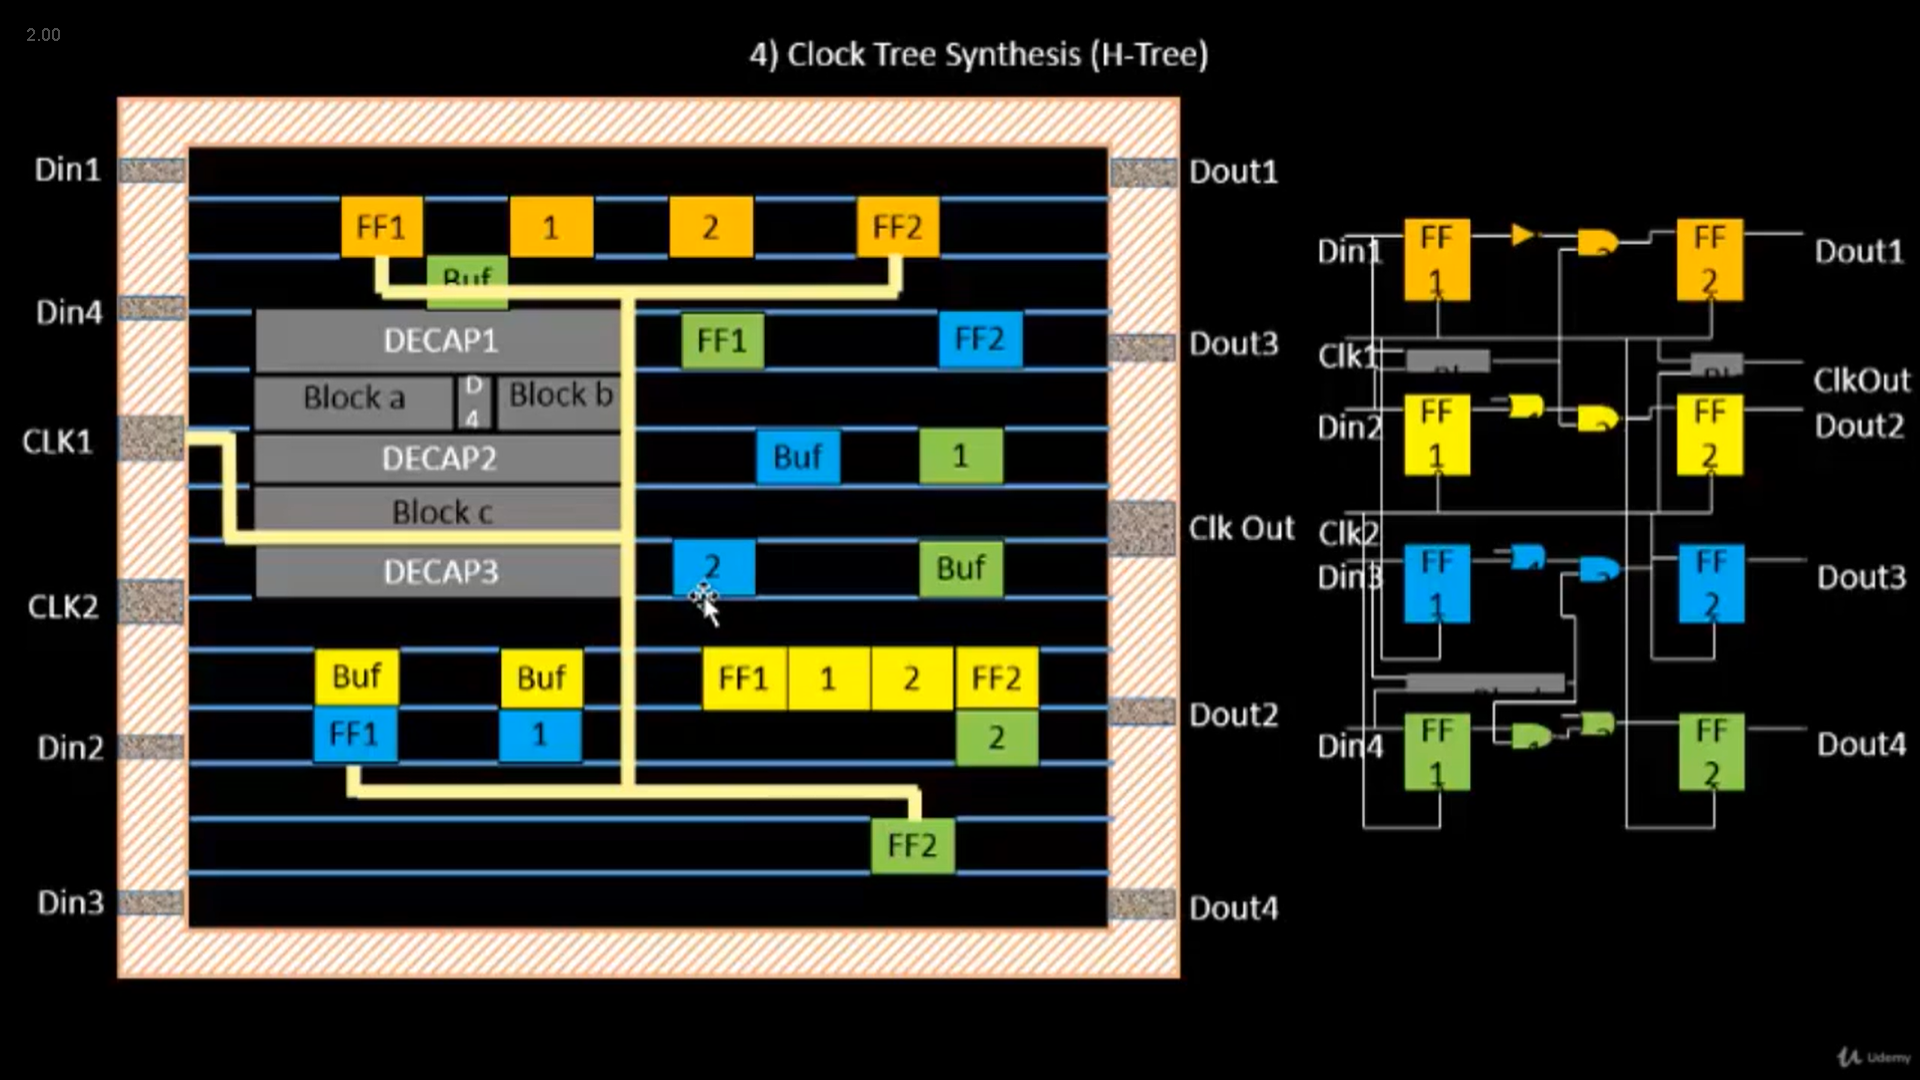 2.00
4) Clock Tree Synthesis (H-Tree)
Din1
Dout1
FF1
1
2
FF2
Buf
Din4
DECAP1
FF1
FF2
Dout3
Block a
D
4
Block b
CLK1
DECAP2
Buf
1
Block c
Clk Out
DECAP3
2
Buf
CLK2
Buf
Buf
FF1
1
2
FF2
FF1
1
2
Din2
Dout2
FF2
Din3
Dout4
Din1
FF
1
FF
2
Dout1
Clk1
ClkOut
Din2
FF
1
FF
2
Dout2
Clk2
Din3
FF
1
FF
2
Dout3
Din4
FF
1
FF
2
Dout4
Udemy